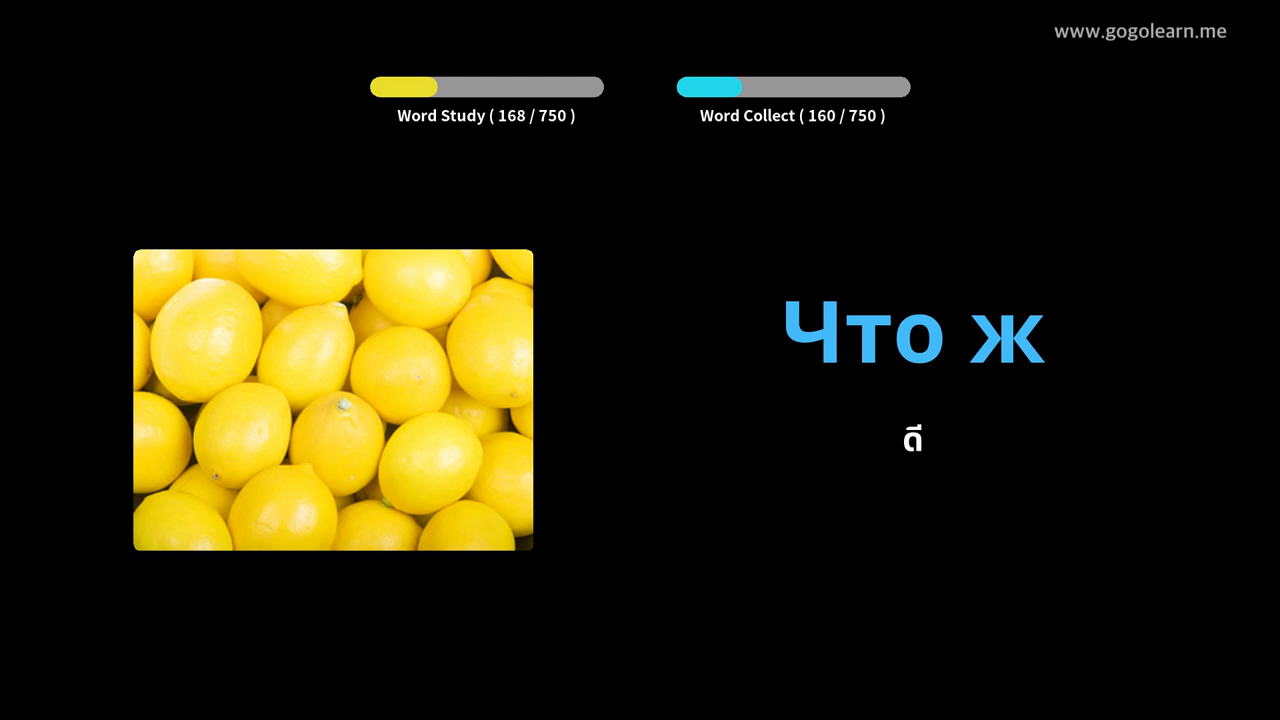 www.gogolearn.me
Word Study ( 168 / 750 )
Word Collect ( 160 / 750 )
Что ж
ดี